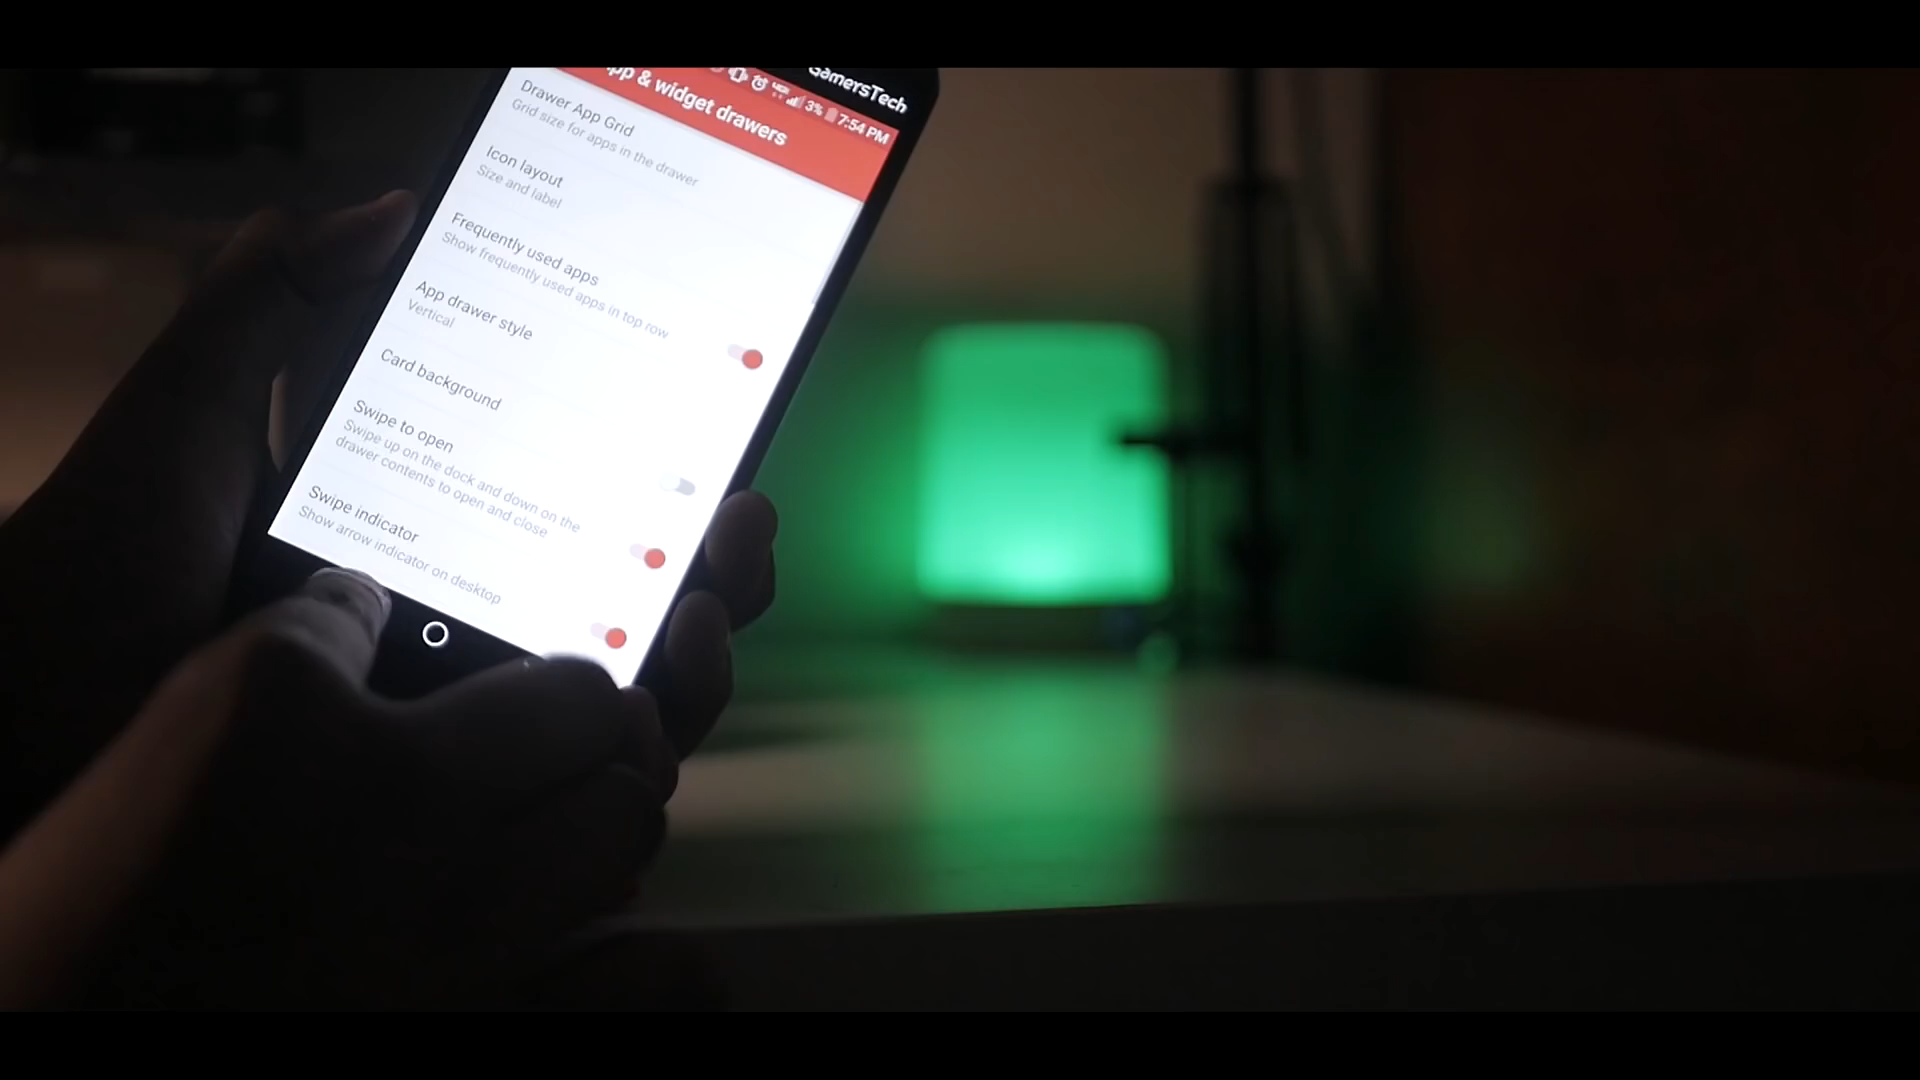 GamersTech
3% 7:54 PM
pp & widget drawers
Drawer App Grid
Grid size for apps in the drawer
Icon layout
Size and label
Frequently used apps
Show frequently used apps in top row
App drawer style
Vertical
Card background
Swipe to open
Swipe up on the dock and down on the
drawer contents to open and close
Swipe indicator
Show arrow indicator on desktop